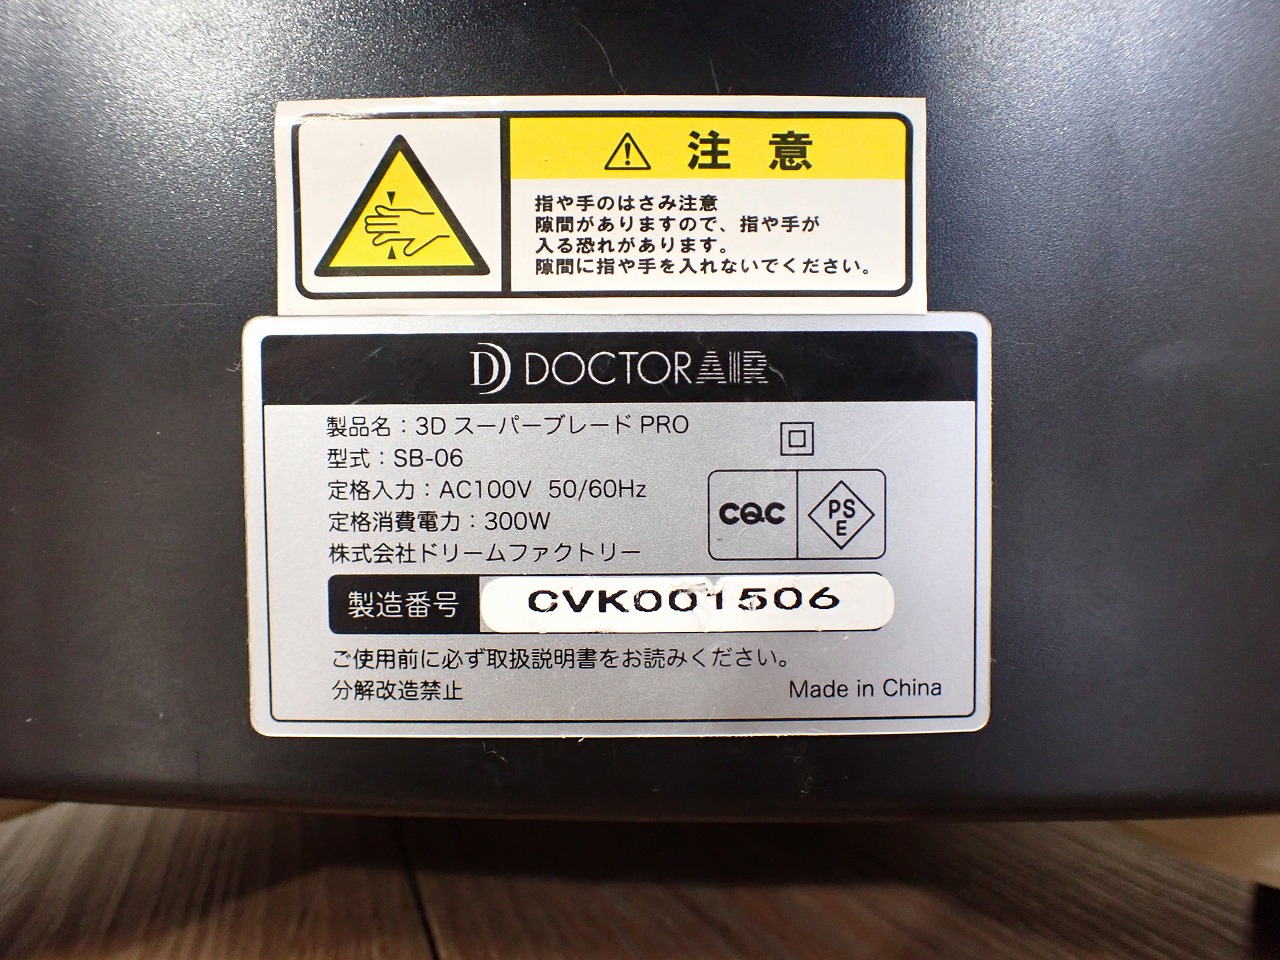 注意
指や手のはさみ注意
隙間がありますので、指や手が
入る恐れがあります。
隙間に指や手を入れないでください。
DOCTORAIR
製品名：3D スーパーブレード PRO
型式：SB-06
定格入力：AC100V 50/60Hz
定格消費電力：300W
株式会社ドリームファクトリー
CQC
PS
E
製造番号 CVK001506
ご使用前に必ず取扱説明書をお読みください。
分解改造禁止 Made in China